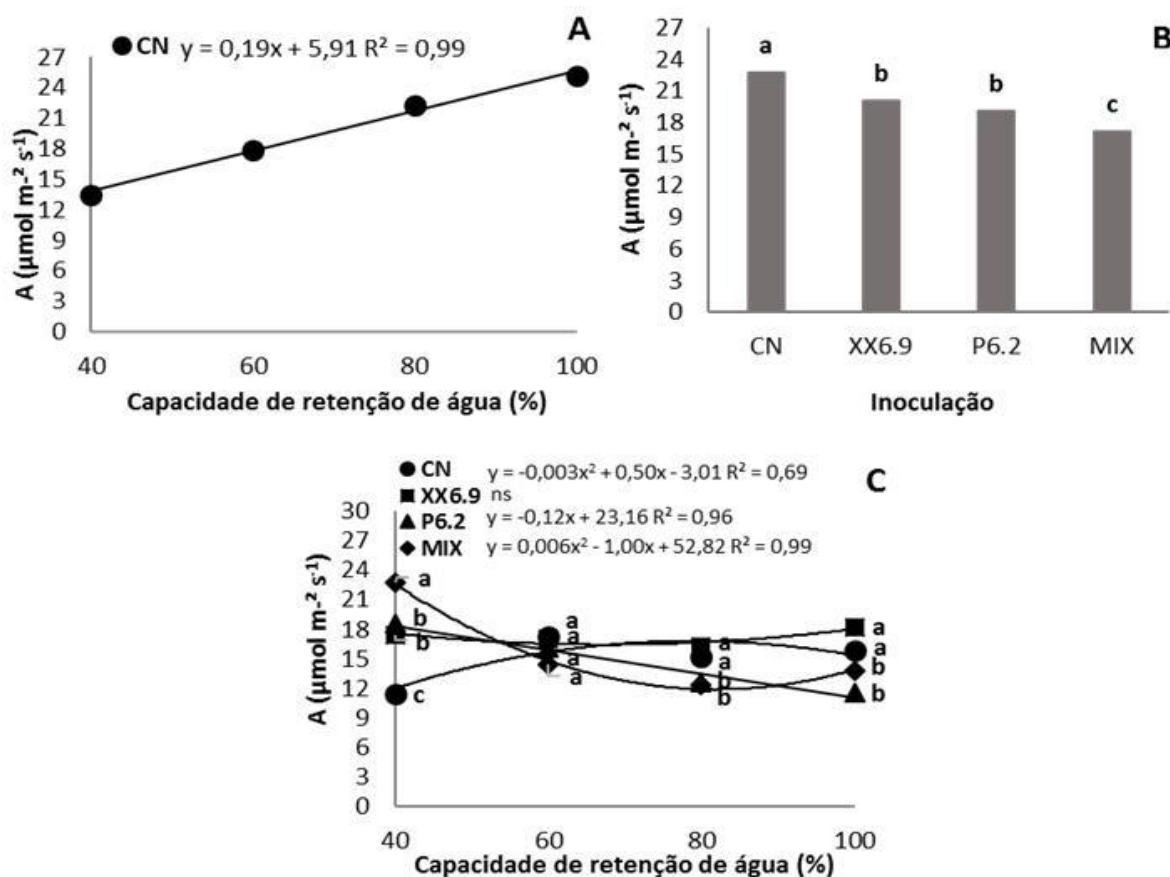 A
CN y = 0,19x + 5,91 R² = 0,99
A (µmol m-² s-¹)
27
24
21
18
15
12
9
6
3
0
40 60 80 100
Capacidade de retenção de água (%)
B
A (µmol m-² s-¹)
27
24
21
18
15
12
9
6
3
0
a b b c
CN XX6.9 P6.2 MIX
Inoculação
C
CN y = -0,003x² + 0,50x - 3,01 R² = 0,69
XX6.9 ns
P6.2 y = -0,12x + 23,16 R² = 0,96
MIX y = 0,006x² - 1,00x + 52,82 R² = 0,99
A (µmol m-² s-¹)
30
27
24
21
18
15
12
9
6
3
0
a
b
b
c
a
a
a
a
a
a
b
b
a
a
b
b
40 60 80 100
Capacidade de retenção de água (%)